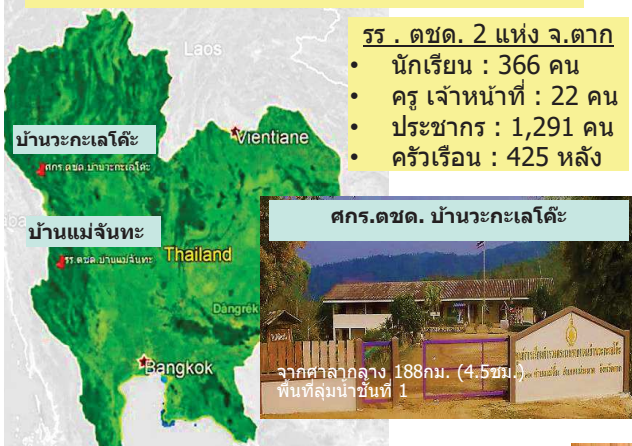 Laos
รร . ตชด. 2 แห่ง จ.ตาก
• นักเรียน : 366 คน
• ครู เจ้าหน้าที่ : 22 คน
• ประชากร : 1,291 คน
• ครัวเรือน : 425 หลัง
Vientiane
บ้านวะกะเลโค๊ะ
ศกร.ตชด.บ้านวะกะเลโค๊ะ
บ้านแม่จันทะ
รร.ตชด.บ้านแม่จันทะ
Thailand
Dangrek
Bangkok
ศกร.ตชด. บ้านวะกะเลโค๊ะ
จากศาลากลาง 188กม. (4.5ชม.)
พื้นที่ลุ่มน้ำชั้นที่ 1